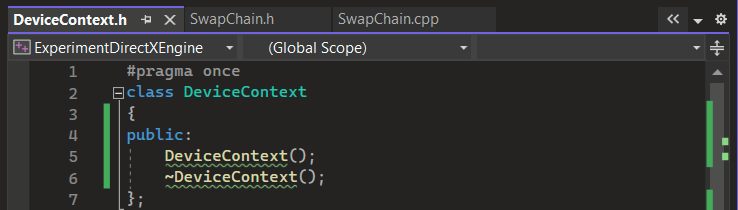 DeviceContext.h SwapChain.h SwapChain.cpp
ExperimentDirectXEngine (Global Scope)
1 #pragma once
2 class DeviceContext
3 {
4 public:
5     DeviceContext();
6     ~DeviceContext();
7 };